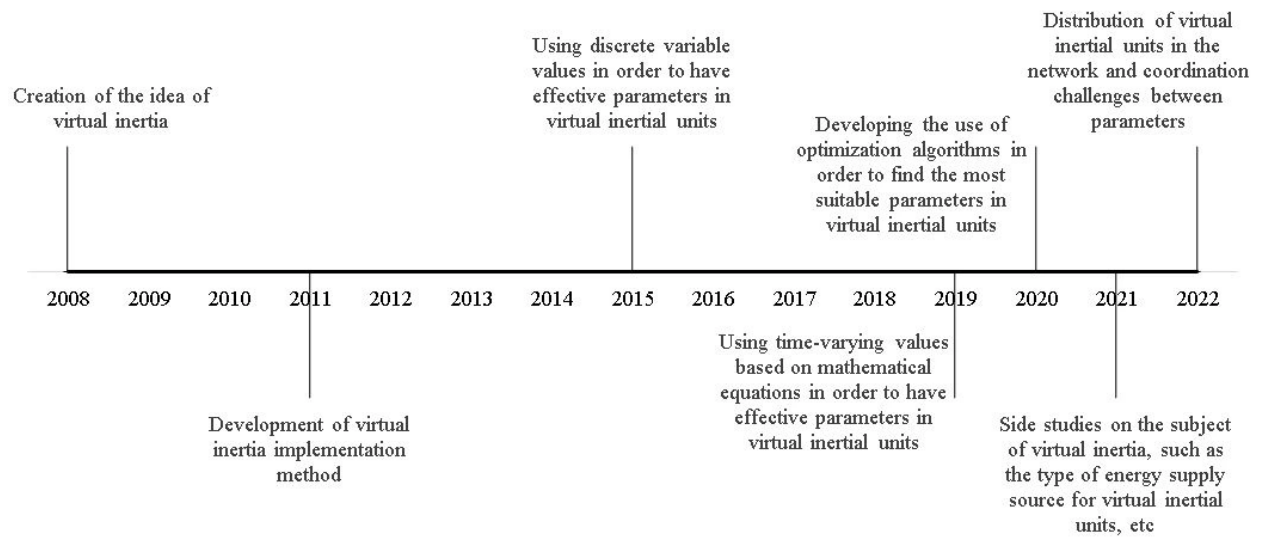 Creation of the idea of
virtual inertia
Using discrete variable
values in order to have
effective parameters in
virtual inertial units
Developing the use of
optimization algorithms in
order to find the most
suitable parameters in
virtual inertial units
Distribution of virtual
inertial units in the
network and coordination
challenges between
parameters
2008 2009 2010 2011 2012 2013 2014 2015 2016 2017 2018 2019 2020 2021 2022
Development of virtual
inertia implementation
method
Using time-varying values
based on mathematical
equations in order to have
effective parameters in
virtual inertial units
Side studies on the subject
of virtual inertia, such as
the type of energy supply
source for virtual inertial
units, etc